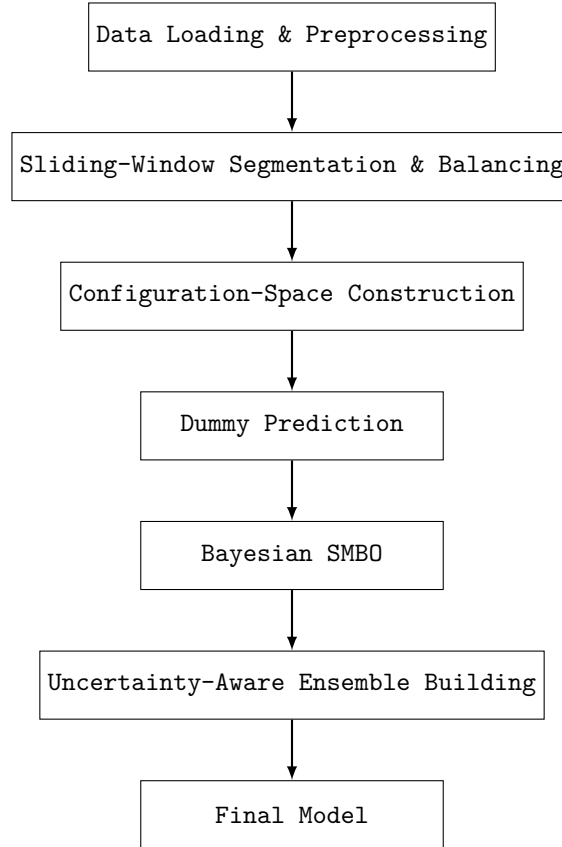 Data Loading & Preprocessing
Sliding-Window Segmentation & Balancing
Configuration-Space Construction
Dummy Prediction
Bayesian SMBO
Uncertainty-Aware Ensemble Building
Final Model